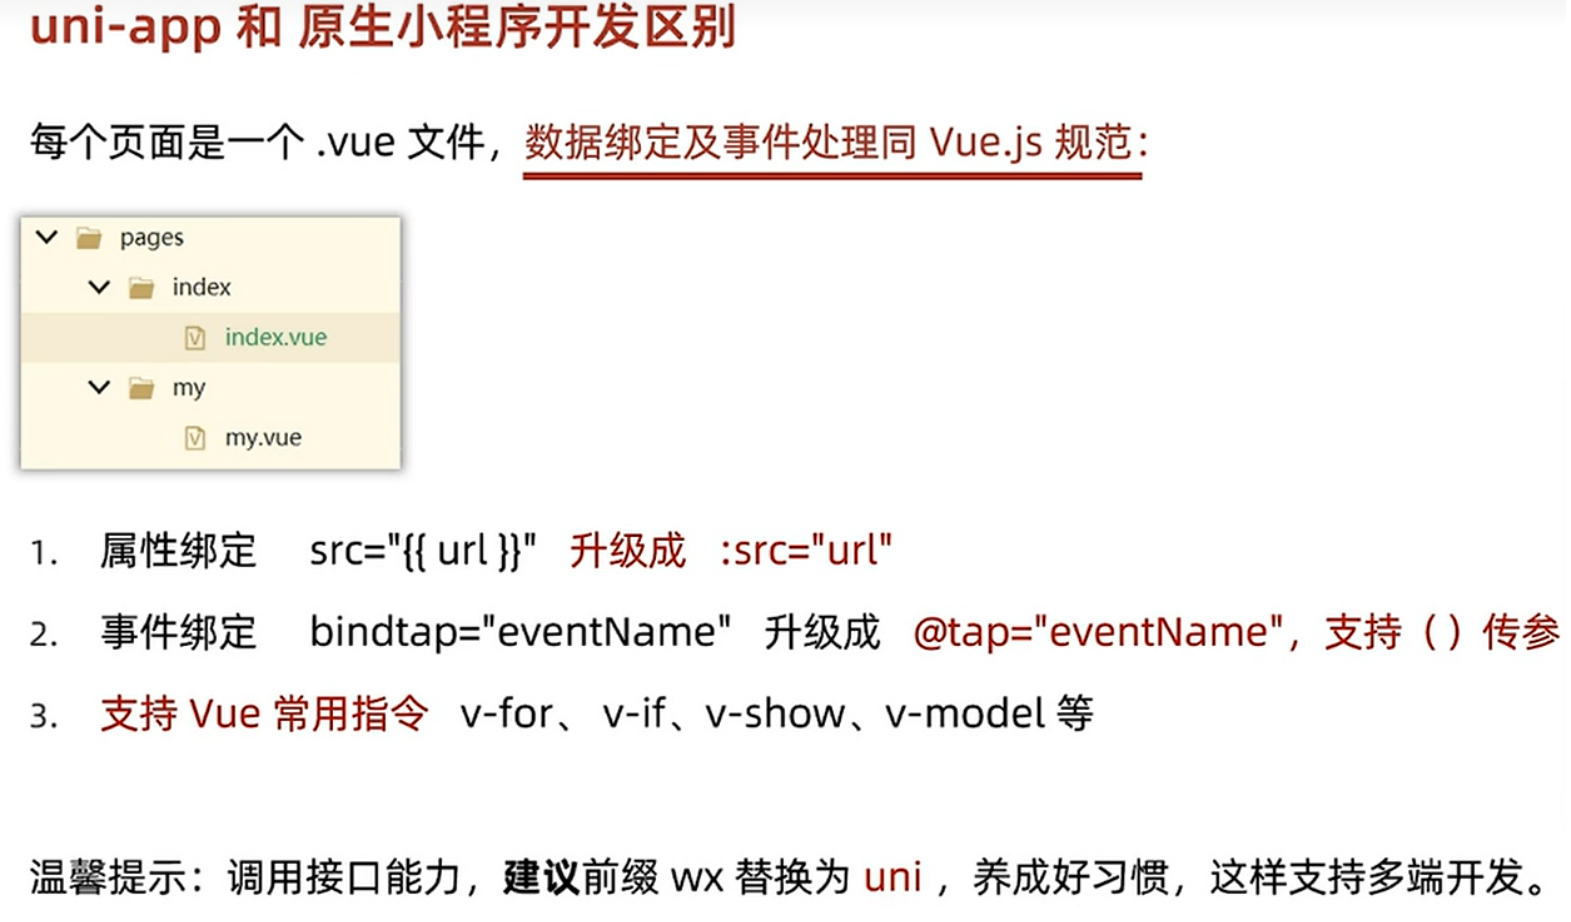 uni-app 和 原生小程序开发区别
每个页面是一个 .vue 文件，数据绑定及事件处理同 Vue.js 规范：
pages
index
index.vue
my
my.vue
1. 属性绑定 src="{{ url }}" 升级成 :src="url"
2. 事件绑定 bindtap="eventName" 升级成 @tap="eventName"，支持（）传参
3. 支持 Vue 常用指令 v-for、 v-if、v-show、v-model 等
温馨提示：调用接口能力，建议前缀 wx 替换为 uni ，养成好习惯，这样支持多端开发。